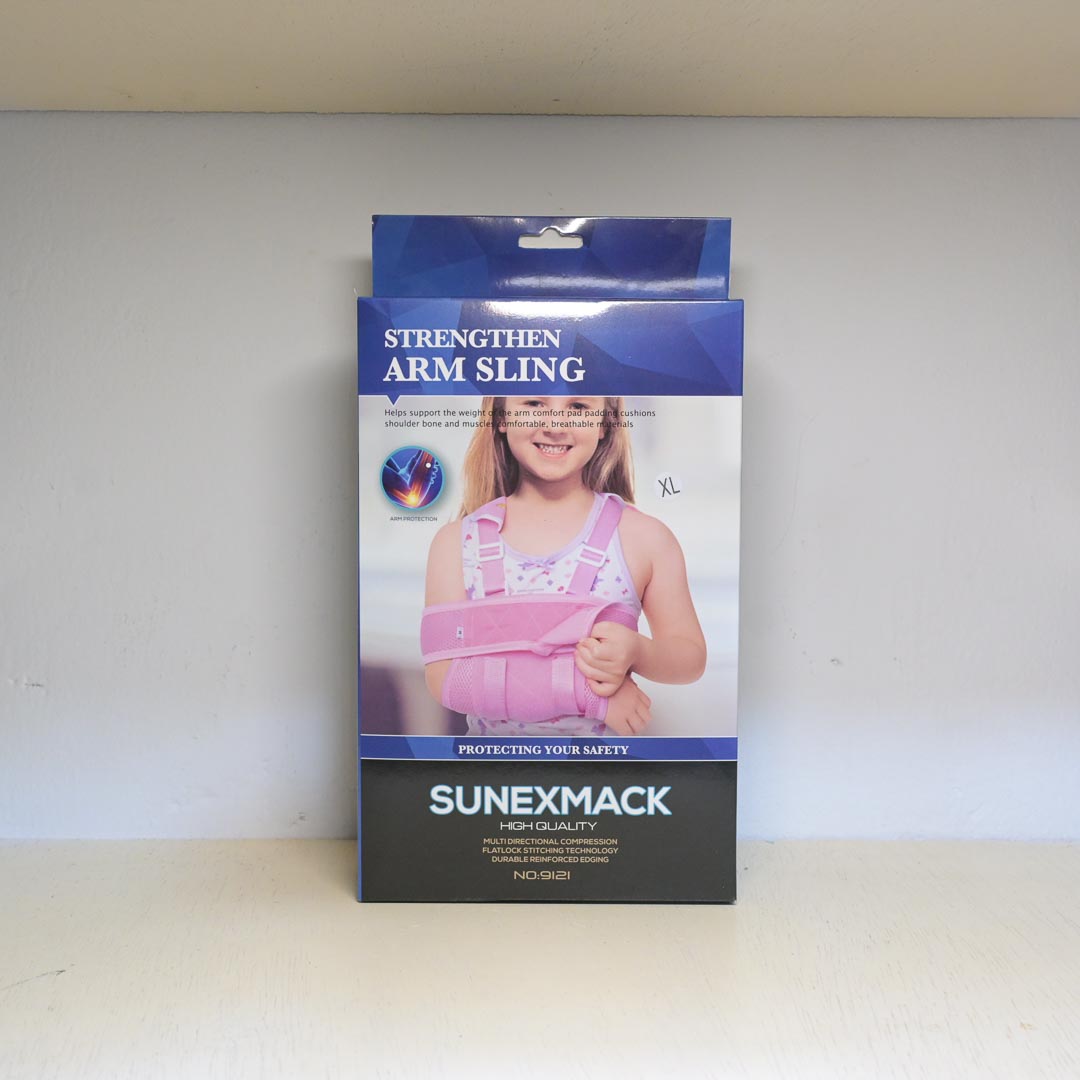 STRENGTHEN
ARM SLING
Helps support the weight of the arm comfort pad padding cushions
shoulder bone and muscles comfortable, breathable materials
XL
ARM PROTECTION
PROTECTING YOUR SAFETY
SUNEXMACK
HIGH QUALITY
MULTI DIRECTIONAL COMPRESSION
FLATLOCK STITCHING TECHNOLOGY
DURABLE REINFORCED EDGING
NO:9121